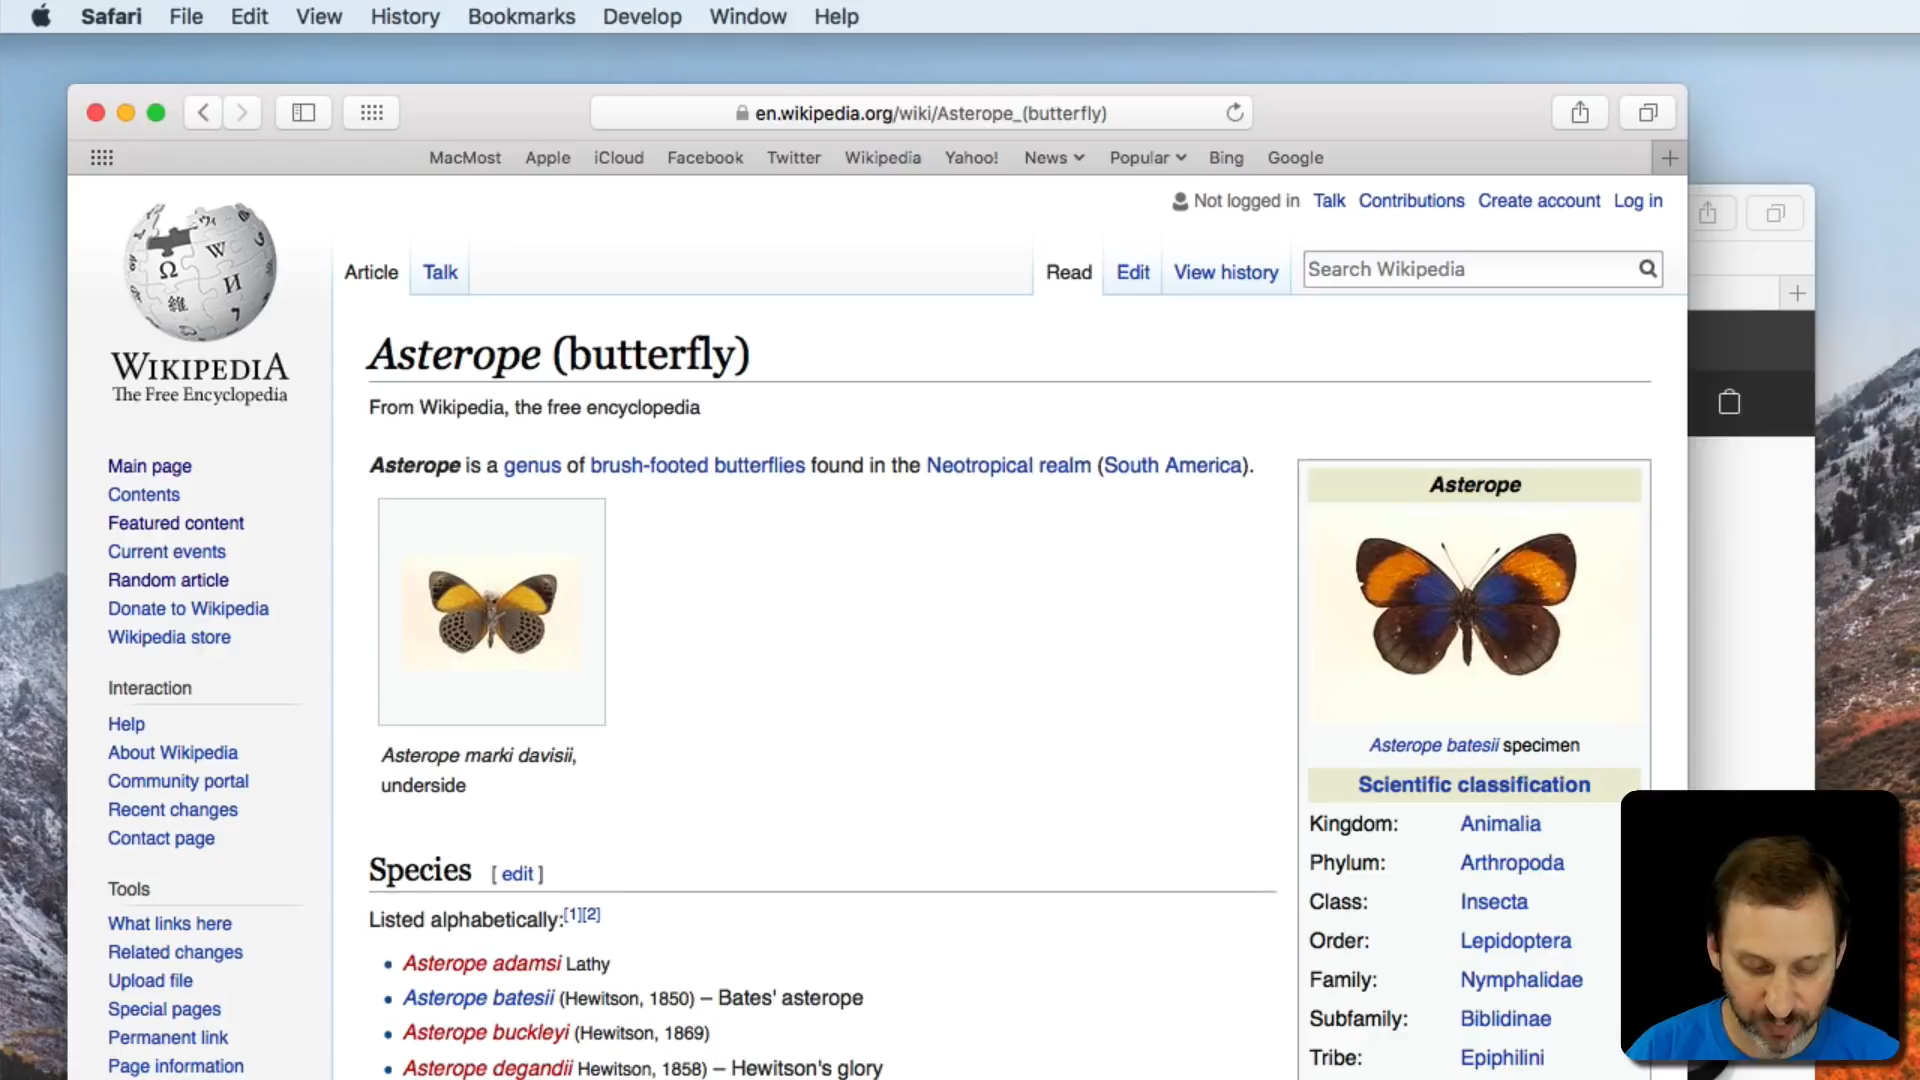 Safari File Edit View History Bookmarks Develop Window Help
en.wikipedia.org/wiki/Asterope_(butterfly)
MacMost Apple iCloud Facebook Twitter Wikipedia Yahoo! News Popular Bing Google
Not logged in Talk Contributions Create account Log in
Article Talk Read Edit View history Search Wikipedia
WIKIPEDIA
The Free Encyclopedia
Asterope (butterfly)
From Wikipedia, the free encyclopedia
Asterope is a genus of brush-footed butterflies found in the Neotropical realm (South America).
Asterope marki davisii,
underside
Species [ edit ]
Listed alphabetically:[1][2]
Asterope adamsi Lathy
Asterope batesii (Hewitson, 1850) – Bates' asterope
Asterope buckleyi (Hewitson, 1869)
Asterope degandii Hewitson, 1858) – Hewitson's glory
Asterope
Asterope batesii specimen
Scientific classification
Kingdom: Animalia
Phylum: Arthropoda
Class: Insecta
Order: Lepidoptera
Family: Nymphalidae
Subfamily: Biblidinae
Tribe: Epiphilini
Main page
Contents
Featured content
Current events
Random article
Donate to Wikipedia
Wikipedia store
Interaction
Help
About Wikipedia
Community portal
Recent changes
Contact page
Tools
What links here
Related changes
Upload file
Special pages
Permanent link
Page information